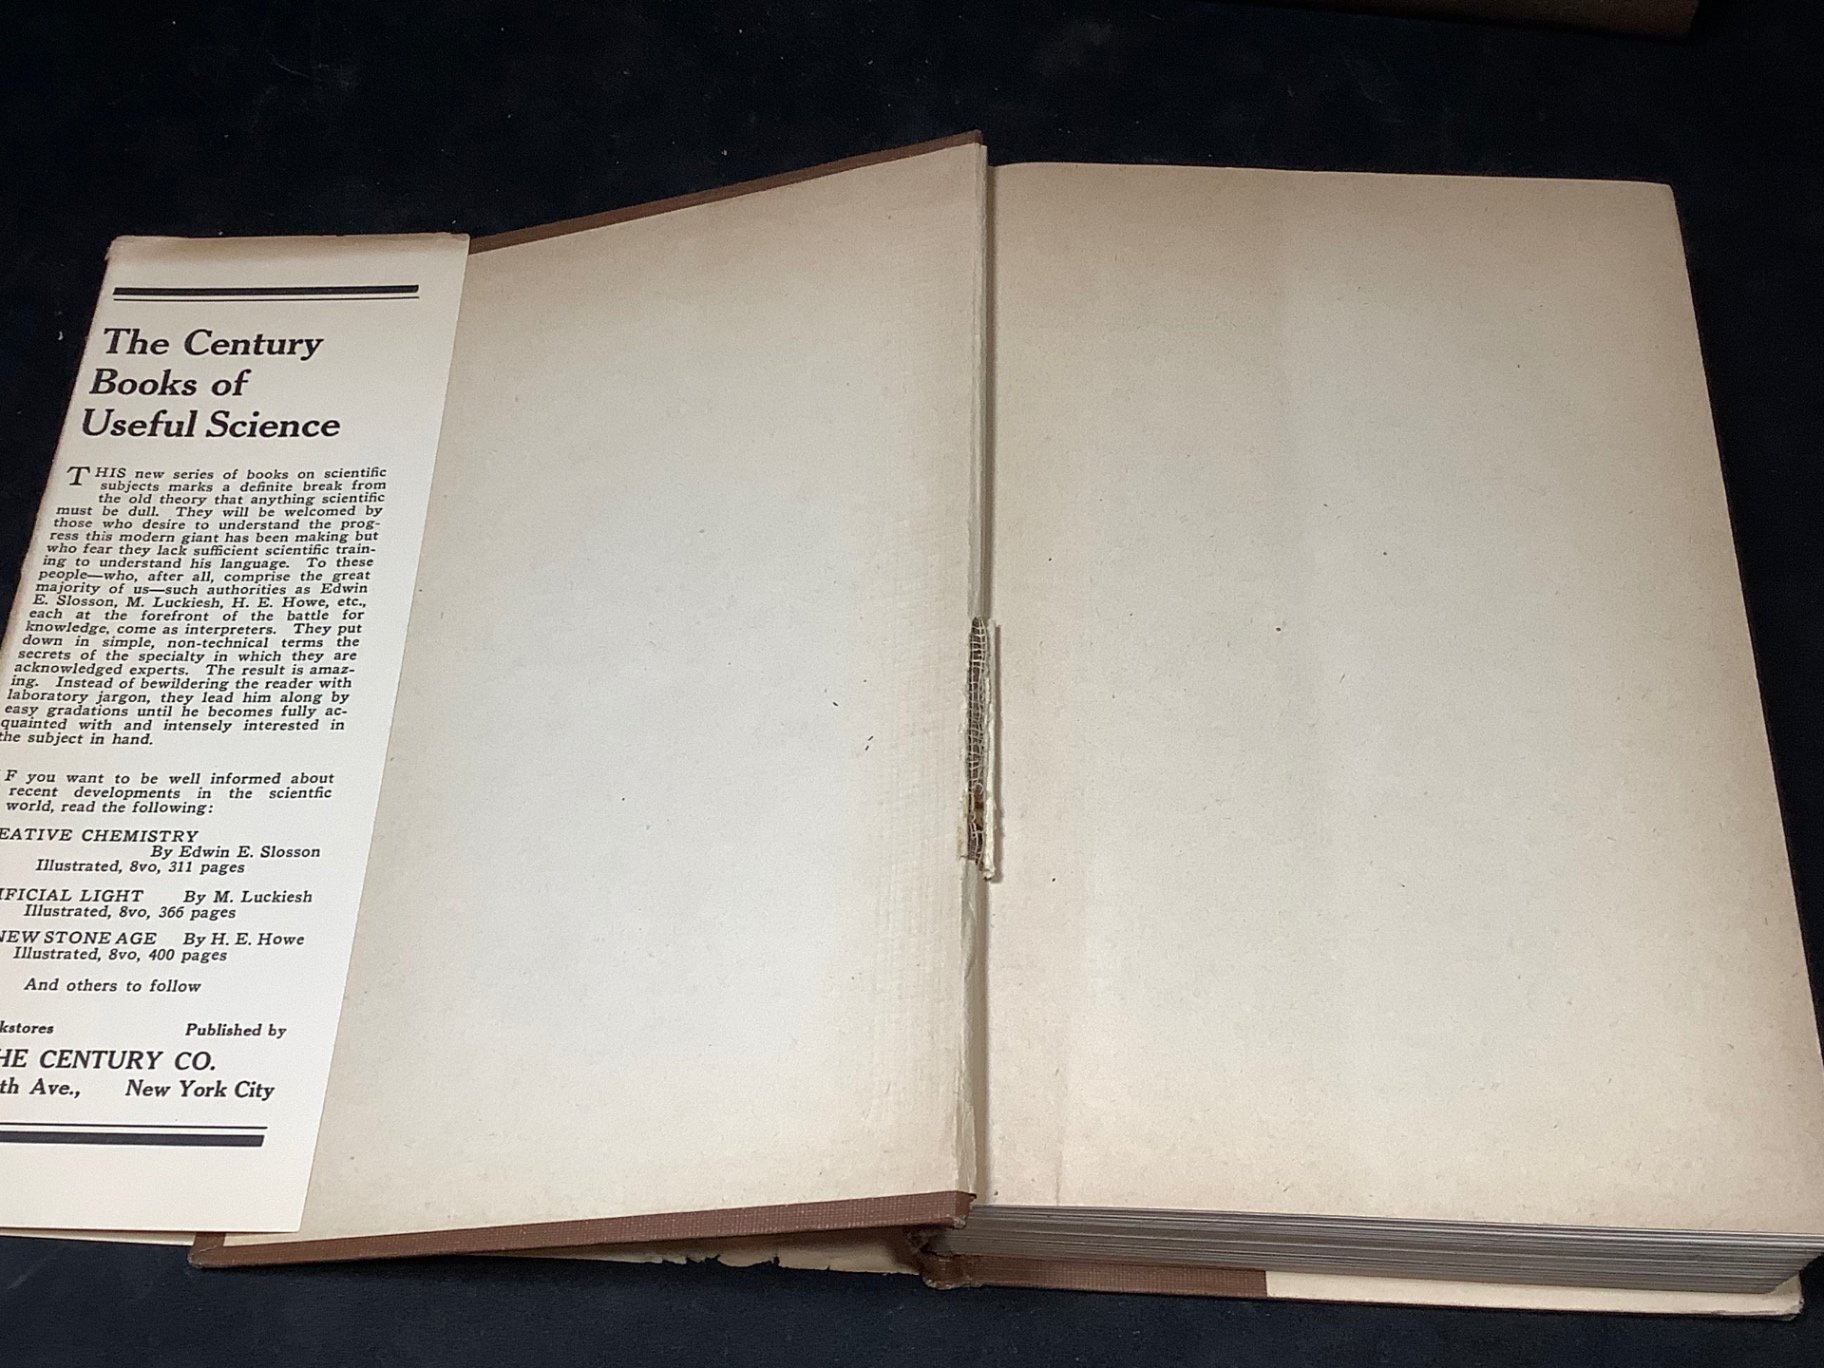 The Century
Books of
Useful Science
THIS new series of books on scientific
subjects marks a definite break from
the old theory that anything scientific
must be dull. They will be welcomed by
those who desire to understand the prog-
ress this modern giant has been making but
who fear they lack sufficient scientific train-
ing to understand his language. To these
people—who, after all, comprise the great
majority of us—such authorities as Edwin
E. Slosson, M. Luckiesh, H. E. Howe, etc.,
each at the forefront of the battle for
knowledge, come as interpreters. They put
down in simple, non-technical terms the
secrets of the specialty in which they are
acknowledged experts. The result is amaz-
ing. Instead of bewildering the reader with
laboratory jargon, they lead him along by
easy gradations until he becomes fully ac-
quainted with and intensely interested in
the subject in hand.
F you want to be well informed about
recent developments in the scientfic
world, read the following:
EATIVE CHEMISTRY
By Edwin E. Slosson
Illustrated, 8vo, 311 pages
IFICIAL LIGHT By M. Luckiesh
Illustrated, 8vo, 366 pages
NEW STONE AGE By H. E. Howe
Illustrated, 8vo, 400 pages
And others to follow
kstores Published by
HE CENTURY CO.
th Ave., New York City